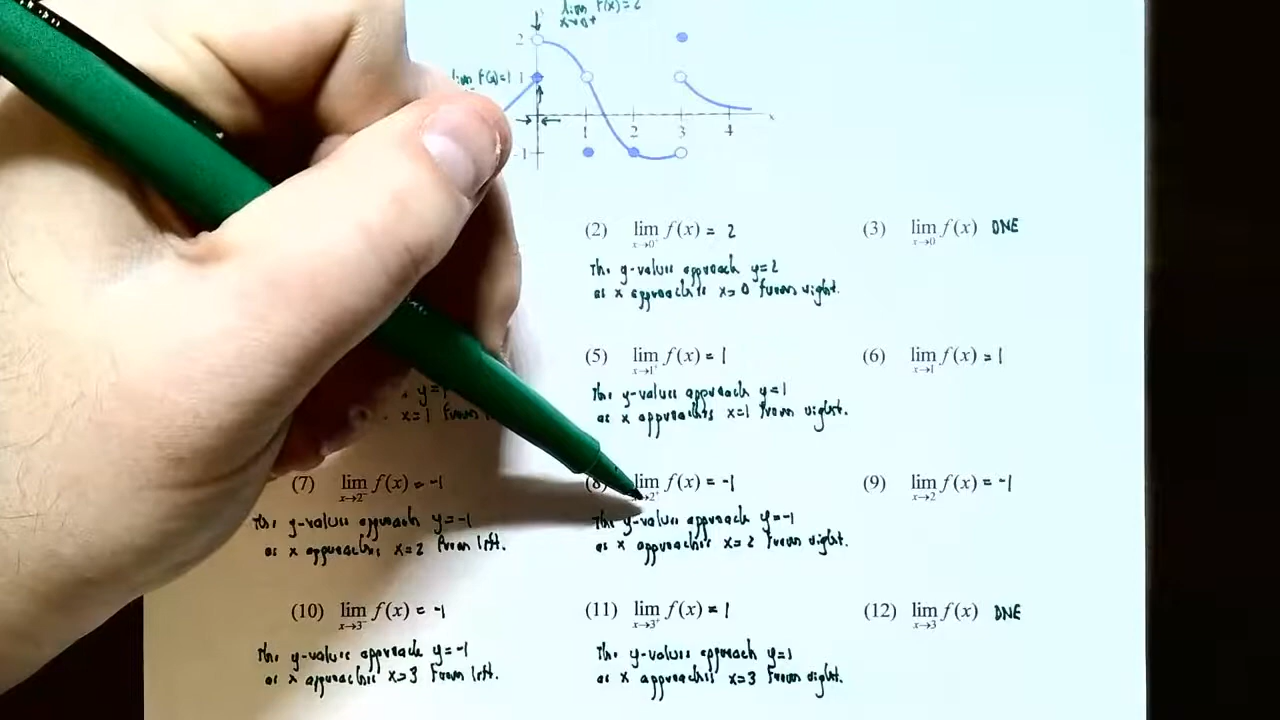 lim f(x)=2
x→0+
2
lim f(x)=1
1
x
1 2 3 4
-1
(2) lim f(x) = 2
x→0+
(3) lim f(x) DNE
x→0
The y-values approach y=2
as x approaches x=0 from right.
(5) lim f(x) = 1
x→1+
(6) lim f(x) = 1
x→1
y=
x=1 from
The y-values approach y=1
as x approaches x=1 from right.
(7) lim f(x) = -1
x→2-
(8) lim f(x) = -1
x→2+
(9) lim f(x) = -1
x→2
The y-values approach y=-1
as x approaches x=2 from left.
The y-values approach y=-1
as x approaches x=2 from right.
(10) lim f(x) = -1
x→3-
(11) lim f(x) = 1
x→3+
(12) lim f(x) DNE
x→3
The y-values approach y=-1
as x approaches x=3 from left.
The y-values approach y=1
as x approaches x=3 from right.